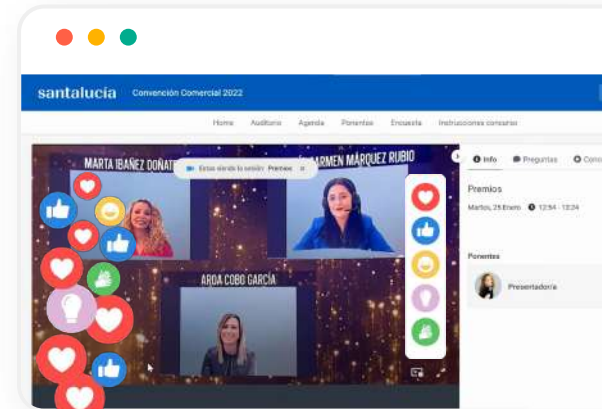 santalucía Convención Comercial 2022
Home Auditorio Agenda Ponentes Encuesta Instrucciones concurso
MARTA IBAÑEZ DOÑATE
Estas viendo la sesión: Premios x
CARMEN MÁRQUEZ RUBIO
ARDA COBO GARCÍA
Info Preguntas
Premios
Martes, 25 Enero 12:54 - 13:24
Ponentes
Presentador/a